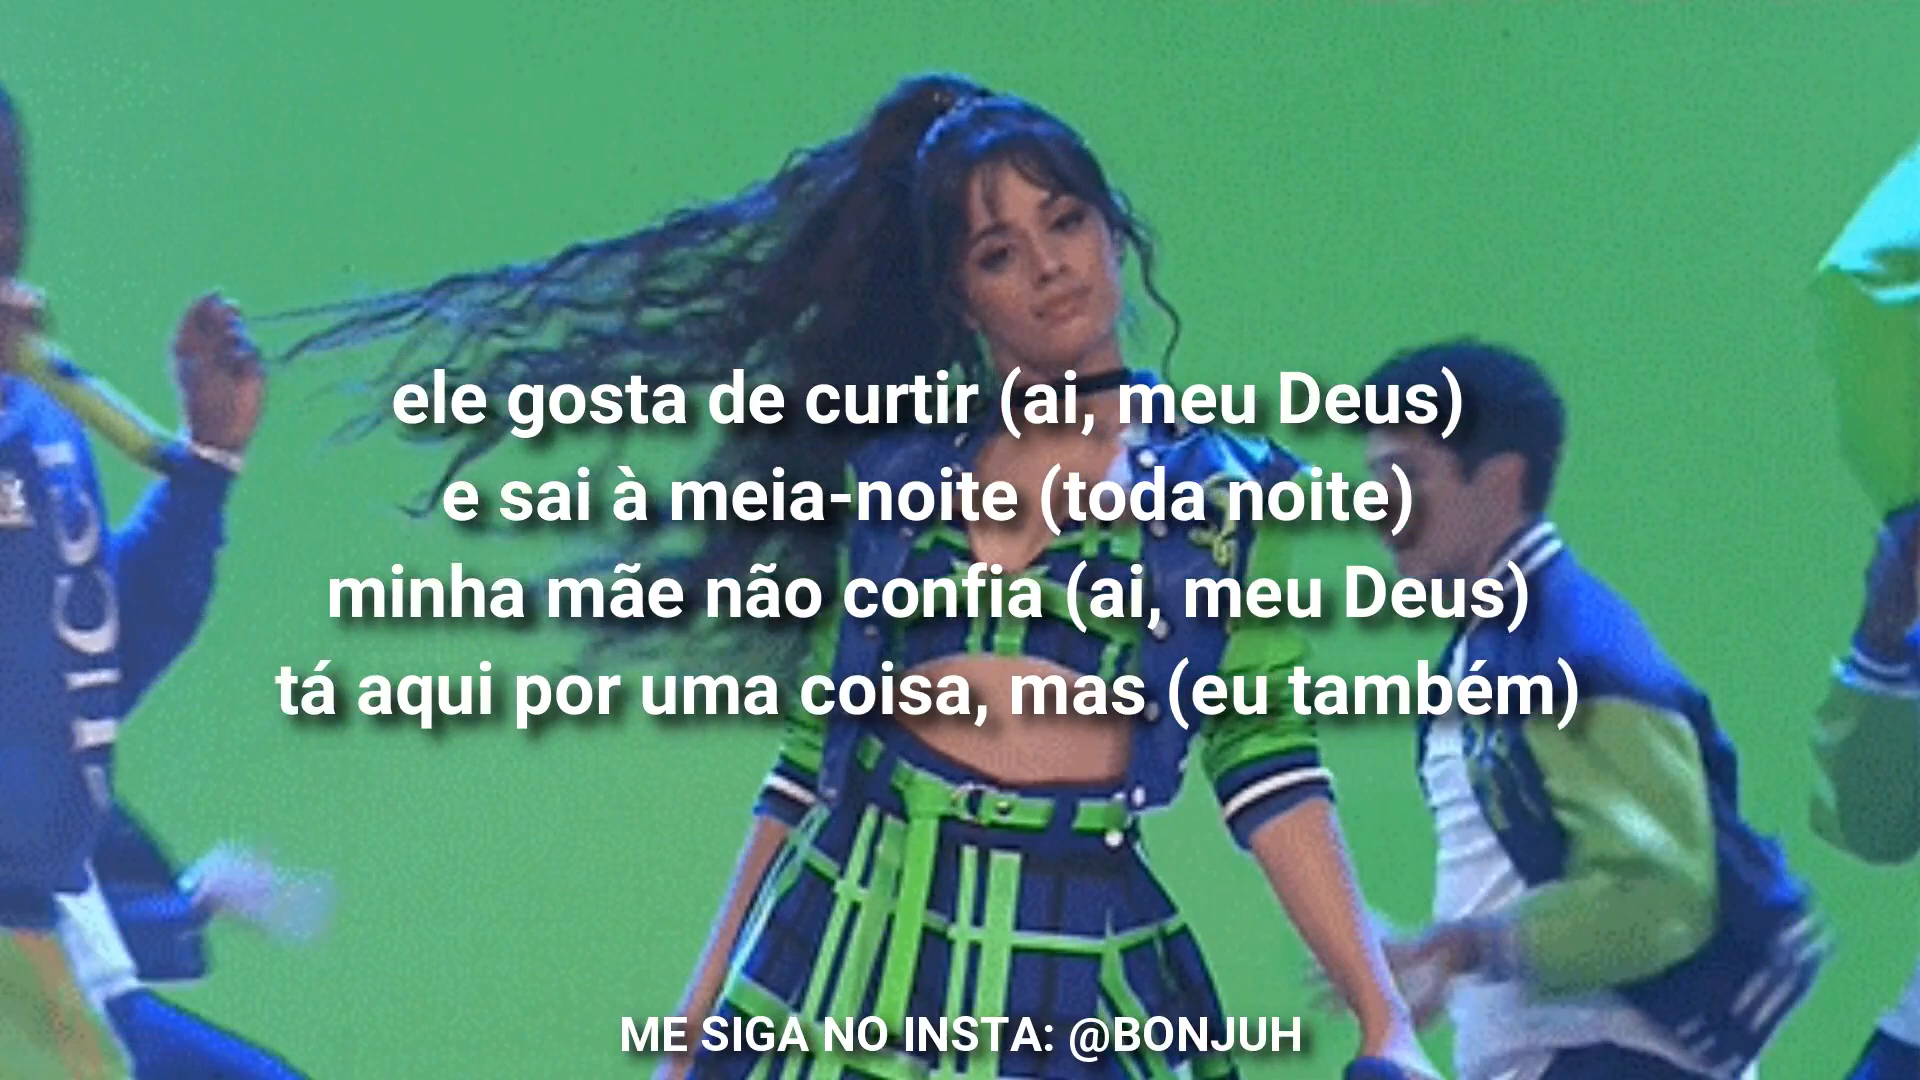 ele gosta de curtir (ai, meu Deus)
e sai à meia-noite (toda noite)
minha mãe não confia (ai, meu Deus)
tá aqui por uma coisa, mas (eu também)
ME SIGA NO INSTA: @BONJUH